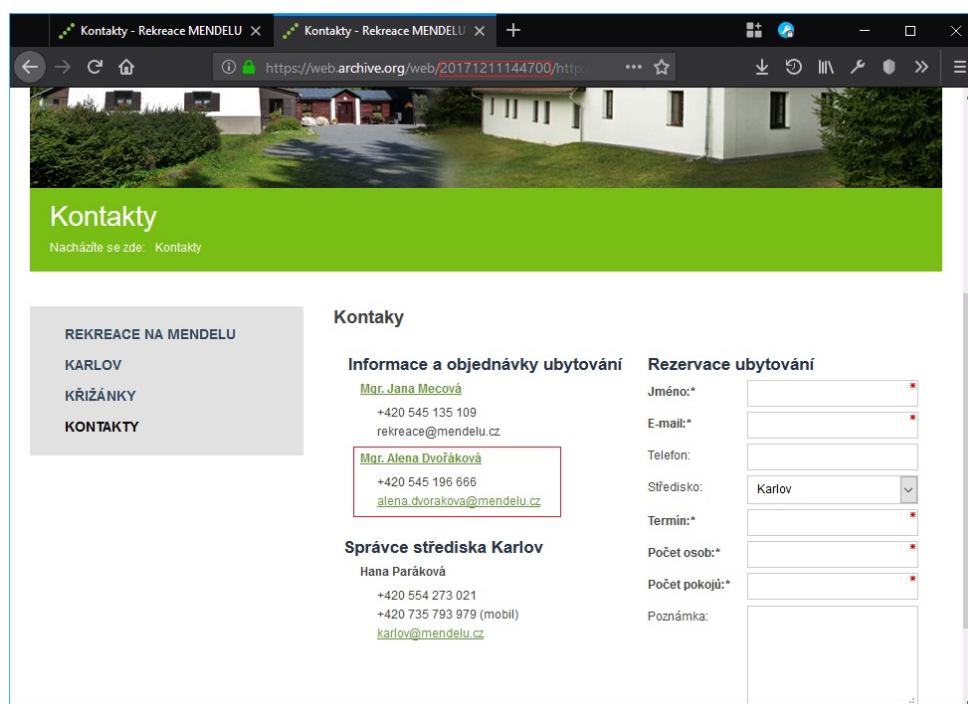 Kontakty - Rekreace MENDELU
Kontakty - Rekreace MENDELU
https://web.archive.org/web/20171211144700/http:
Kontakty
Nacházíte se zde: Kontakty
REKREACE NA MENDELU
KARLOV
KŘIŽÁNKY
KONTAKTY
Kontaky
Informace a objednávky ubytování
Mgr. Jana Mecová
+420 545 135 109
rekreace@mendelu.cz
Mgr. Alena Dvořáková
+420 545 196 666
alena.dvorakova@mendelu.cz
Správce střediska Karlov
Hana Paráková
+420 554 273 021
+420 735 793 979 (mobil)
karlov@mendelu.cz
Rezervace ubytování
Jméno:*
E-mail:*
Telefon:
Středisko:
Karlov
Termín:*
Počet osob:*
Počet pokojů:*
Poznámka: